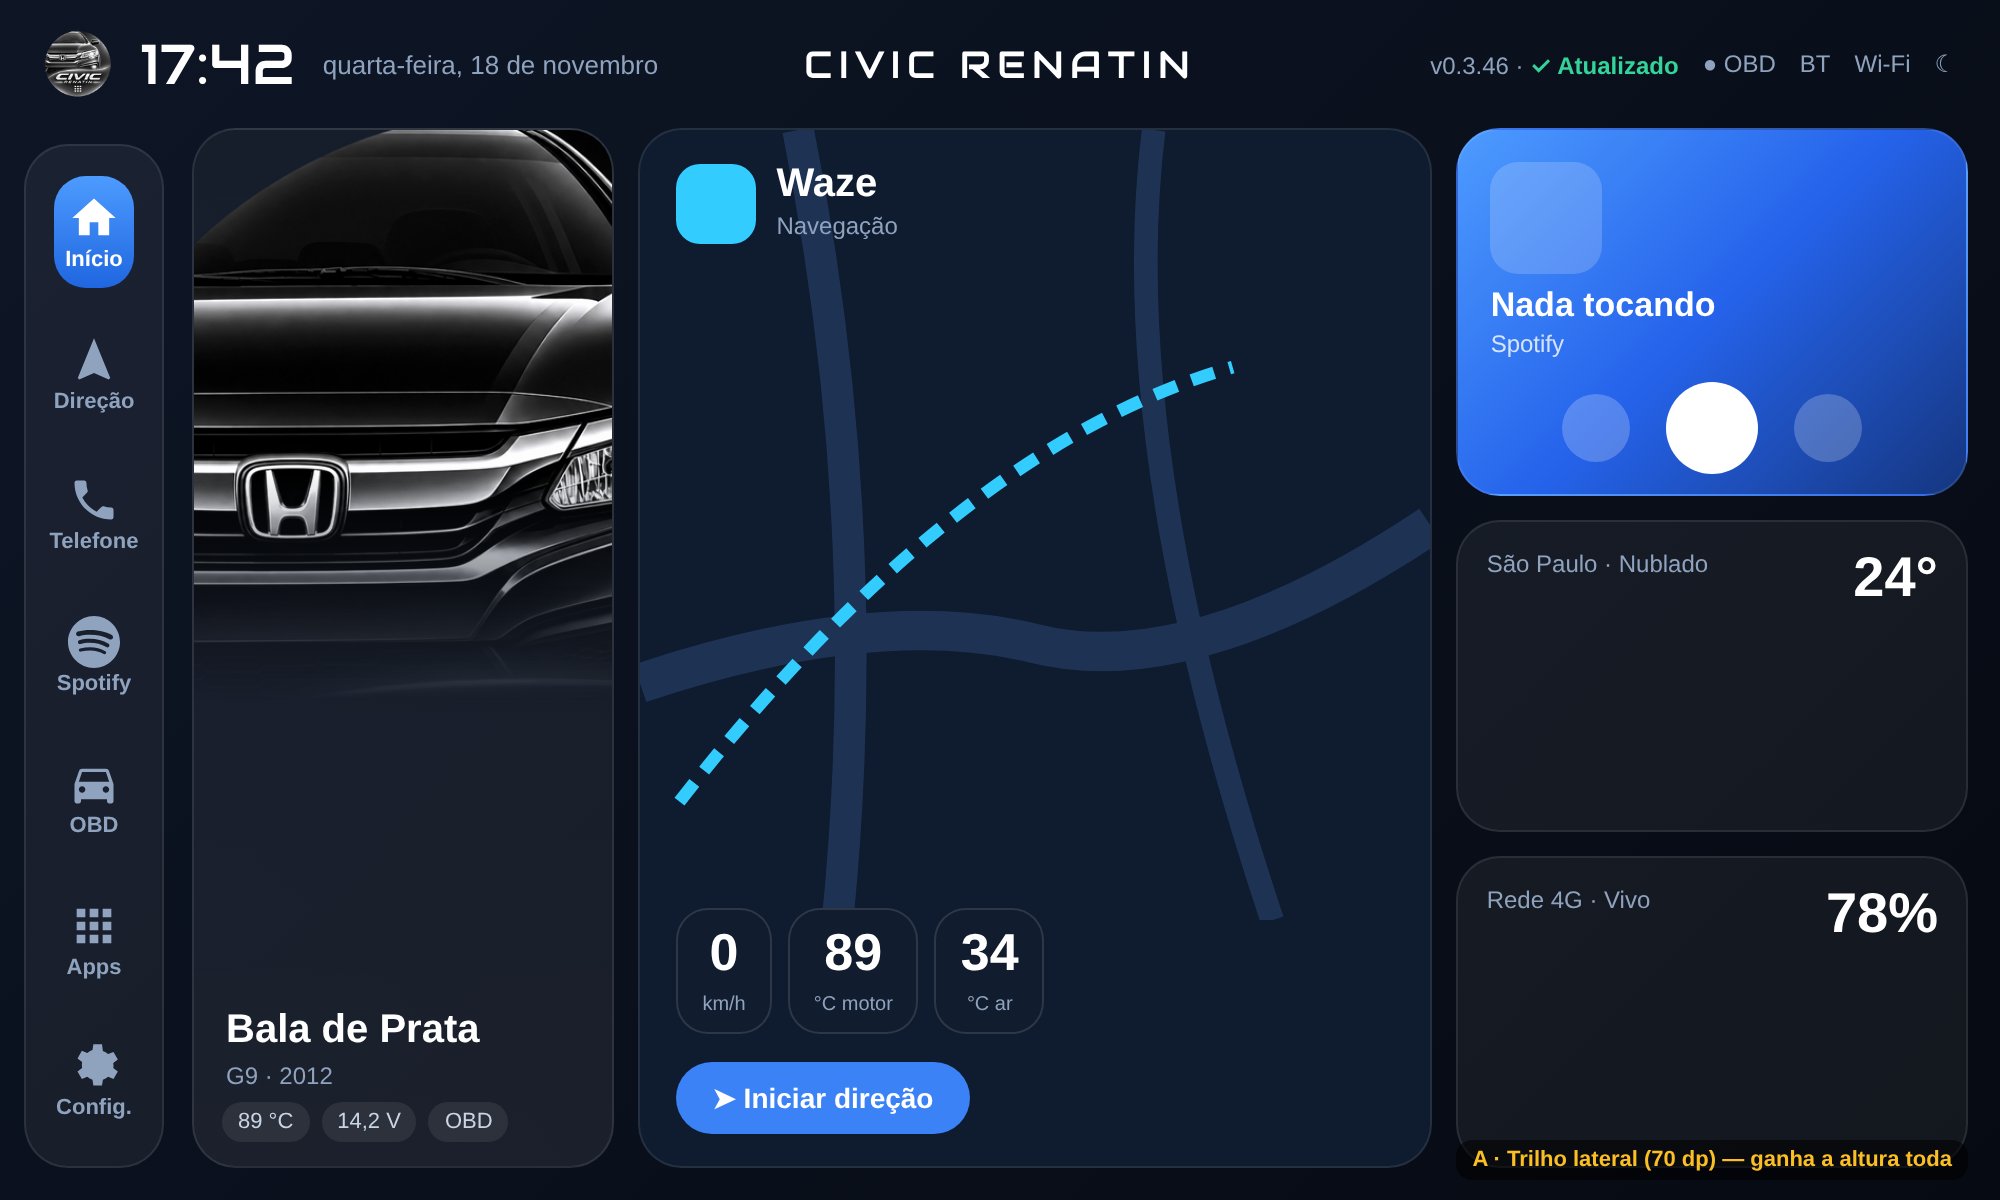 17:42
quarta-feira, 18 de novembro
CIVIC RENATIN
v0.3.46 · ✓ Atualizado
● OBD
BT
Wi-Fi
☾
CIVIC
RENATIN
Início
Direção
Telefone
Spotify
OBD
Apps
Config.
Bala de Prata
G9 · 2012
89 °C
14,2 V
OBD
Waze
Navegação
0
km/h
89
°C motor
34
°C ar
➤ Iniciar direção
Nada tocando
Spotify
São Paulo · Nublado
24°
Rede 4G · Vivo
78%
A · Trilho lateral (70 dp) — ganha a altura toda